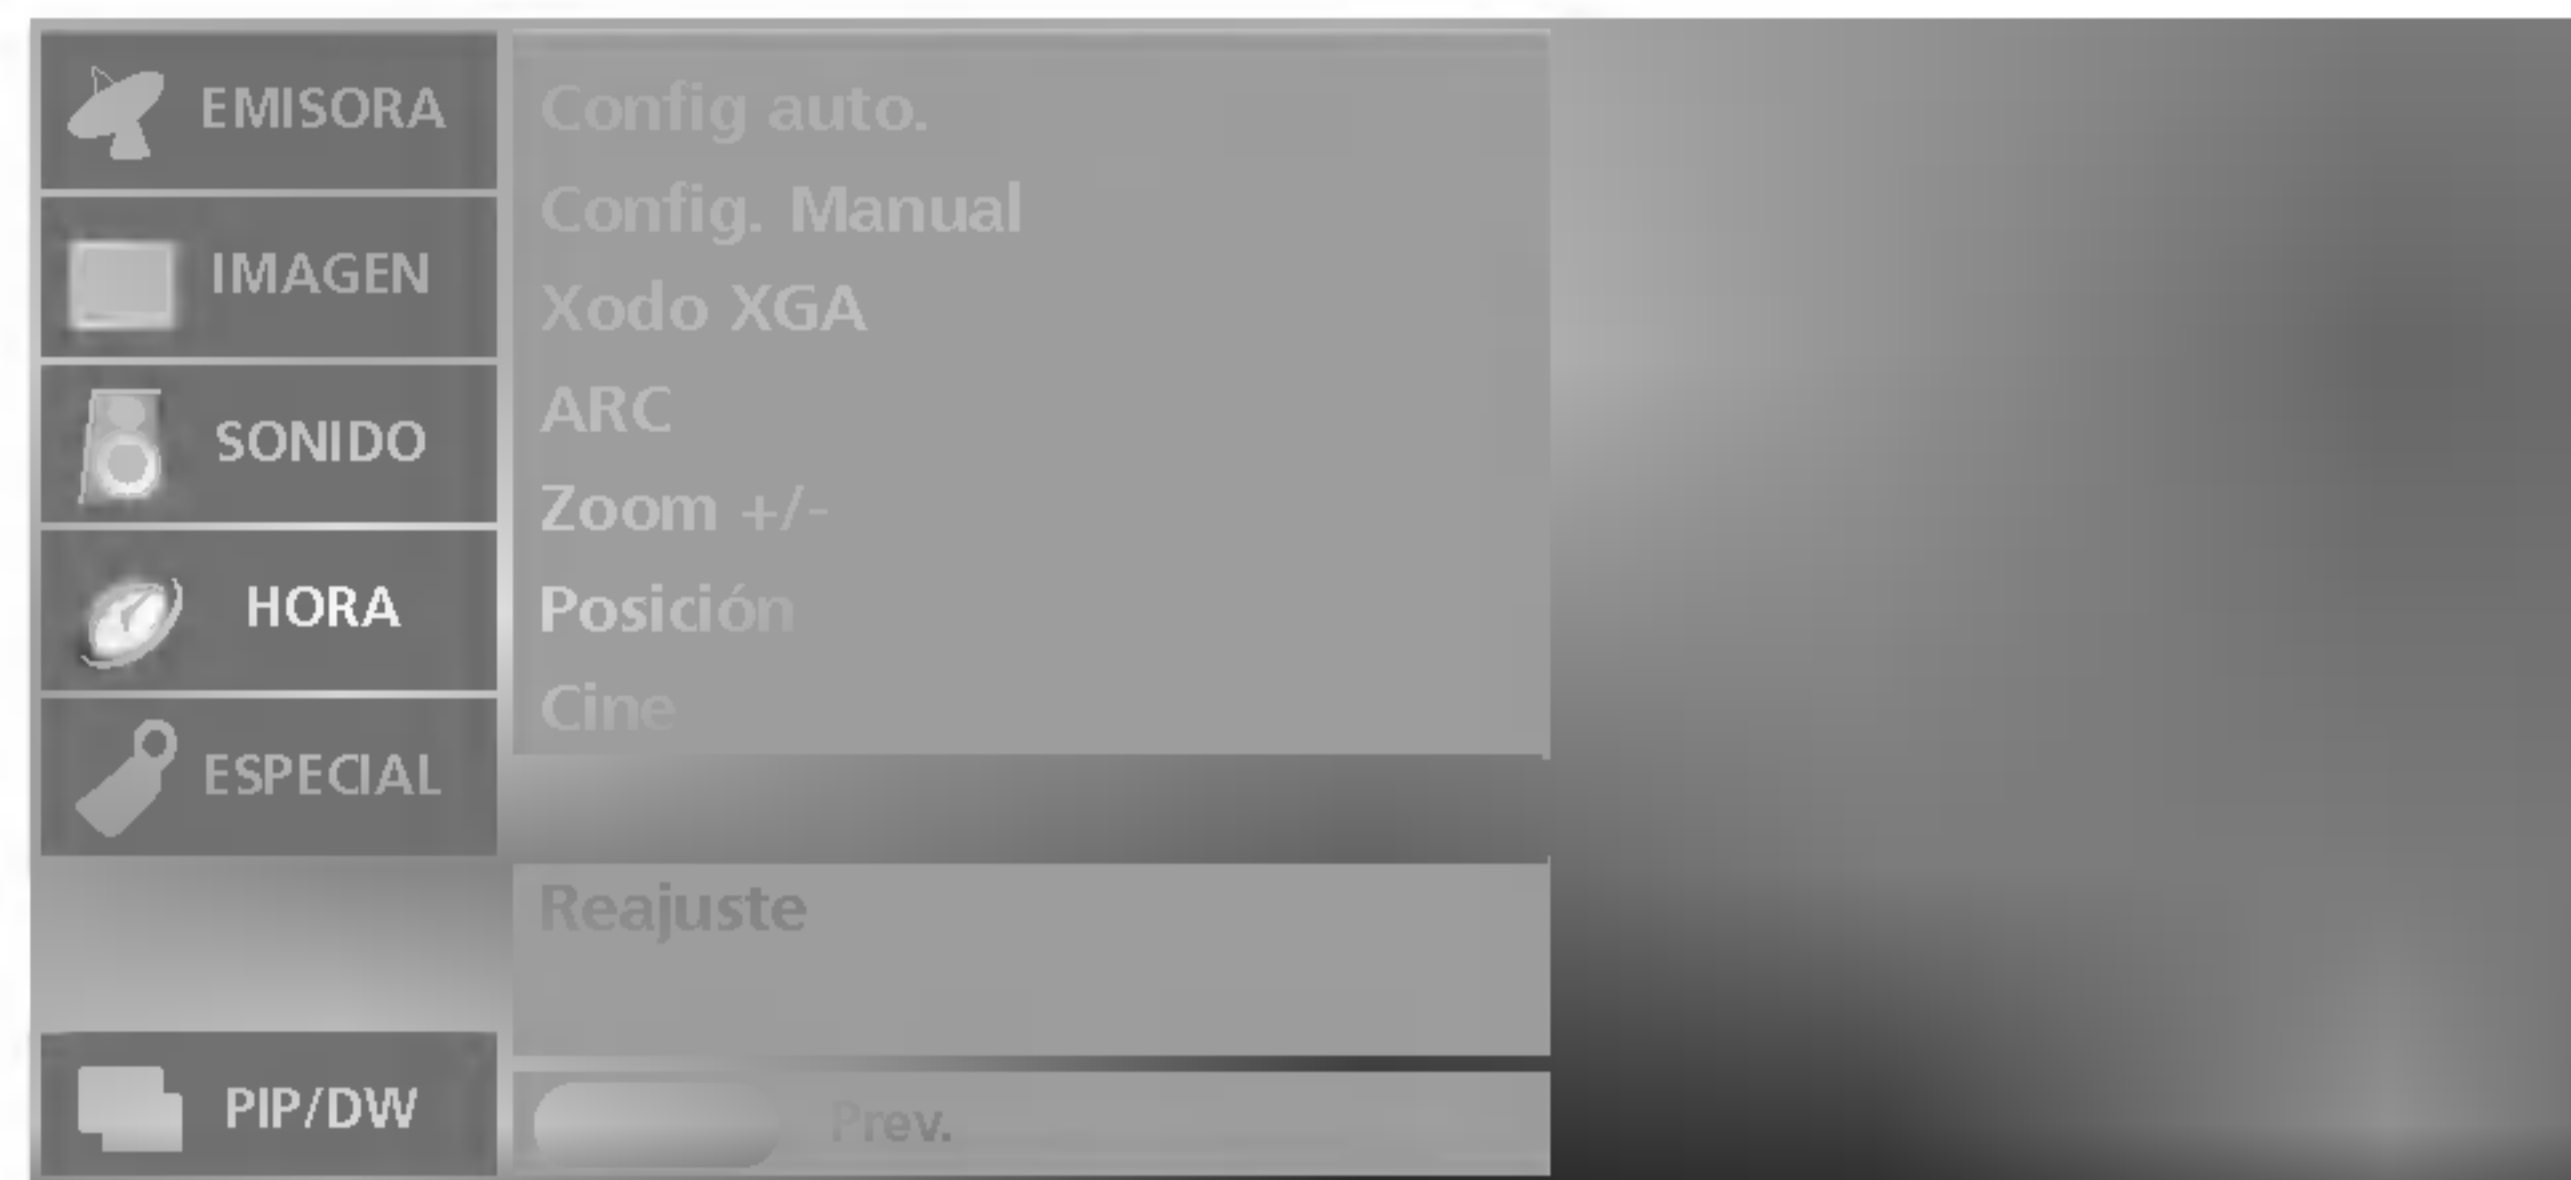 EMISORA
IMAGEN
SONIDO
HORA
ESPECIAL
PIP/DW
Config auto.
Config. Manual
Xodo XGA
ARC
Zoom +/-
Posición
Cine
Reajuste
Prev.